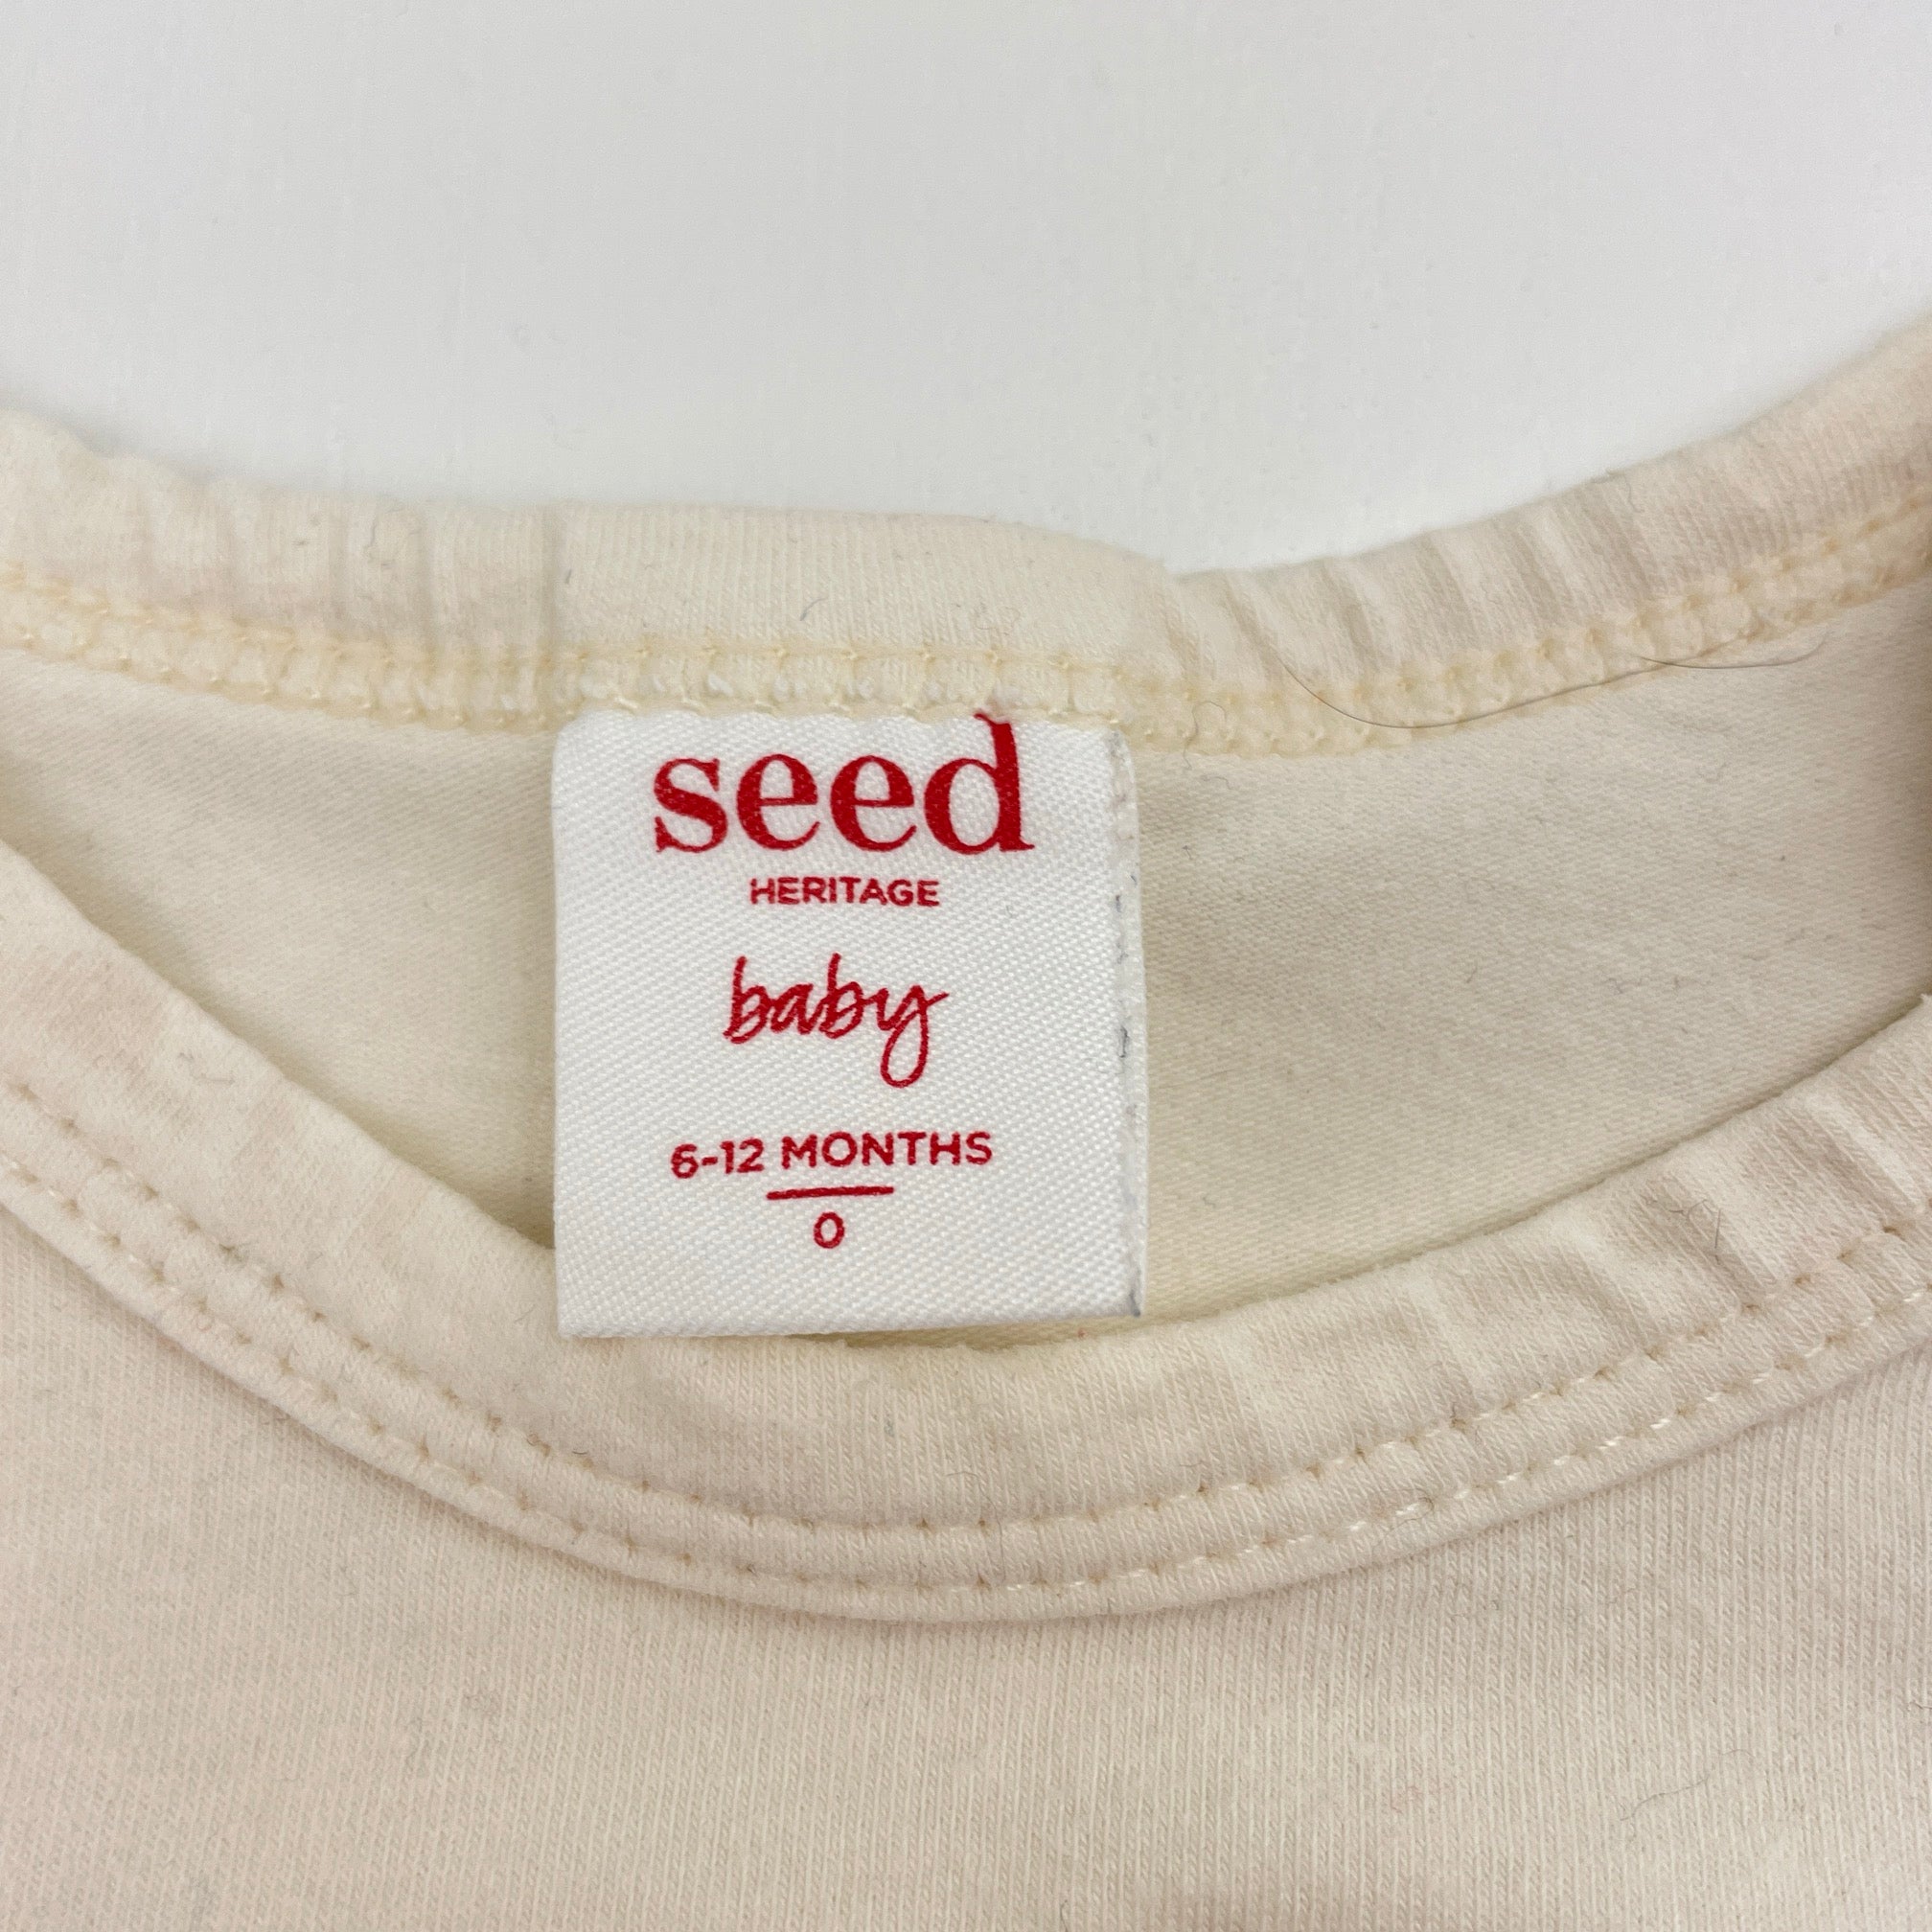 seed
HERITAGE
baby
6-12 MONTHS
0